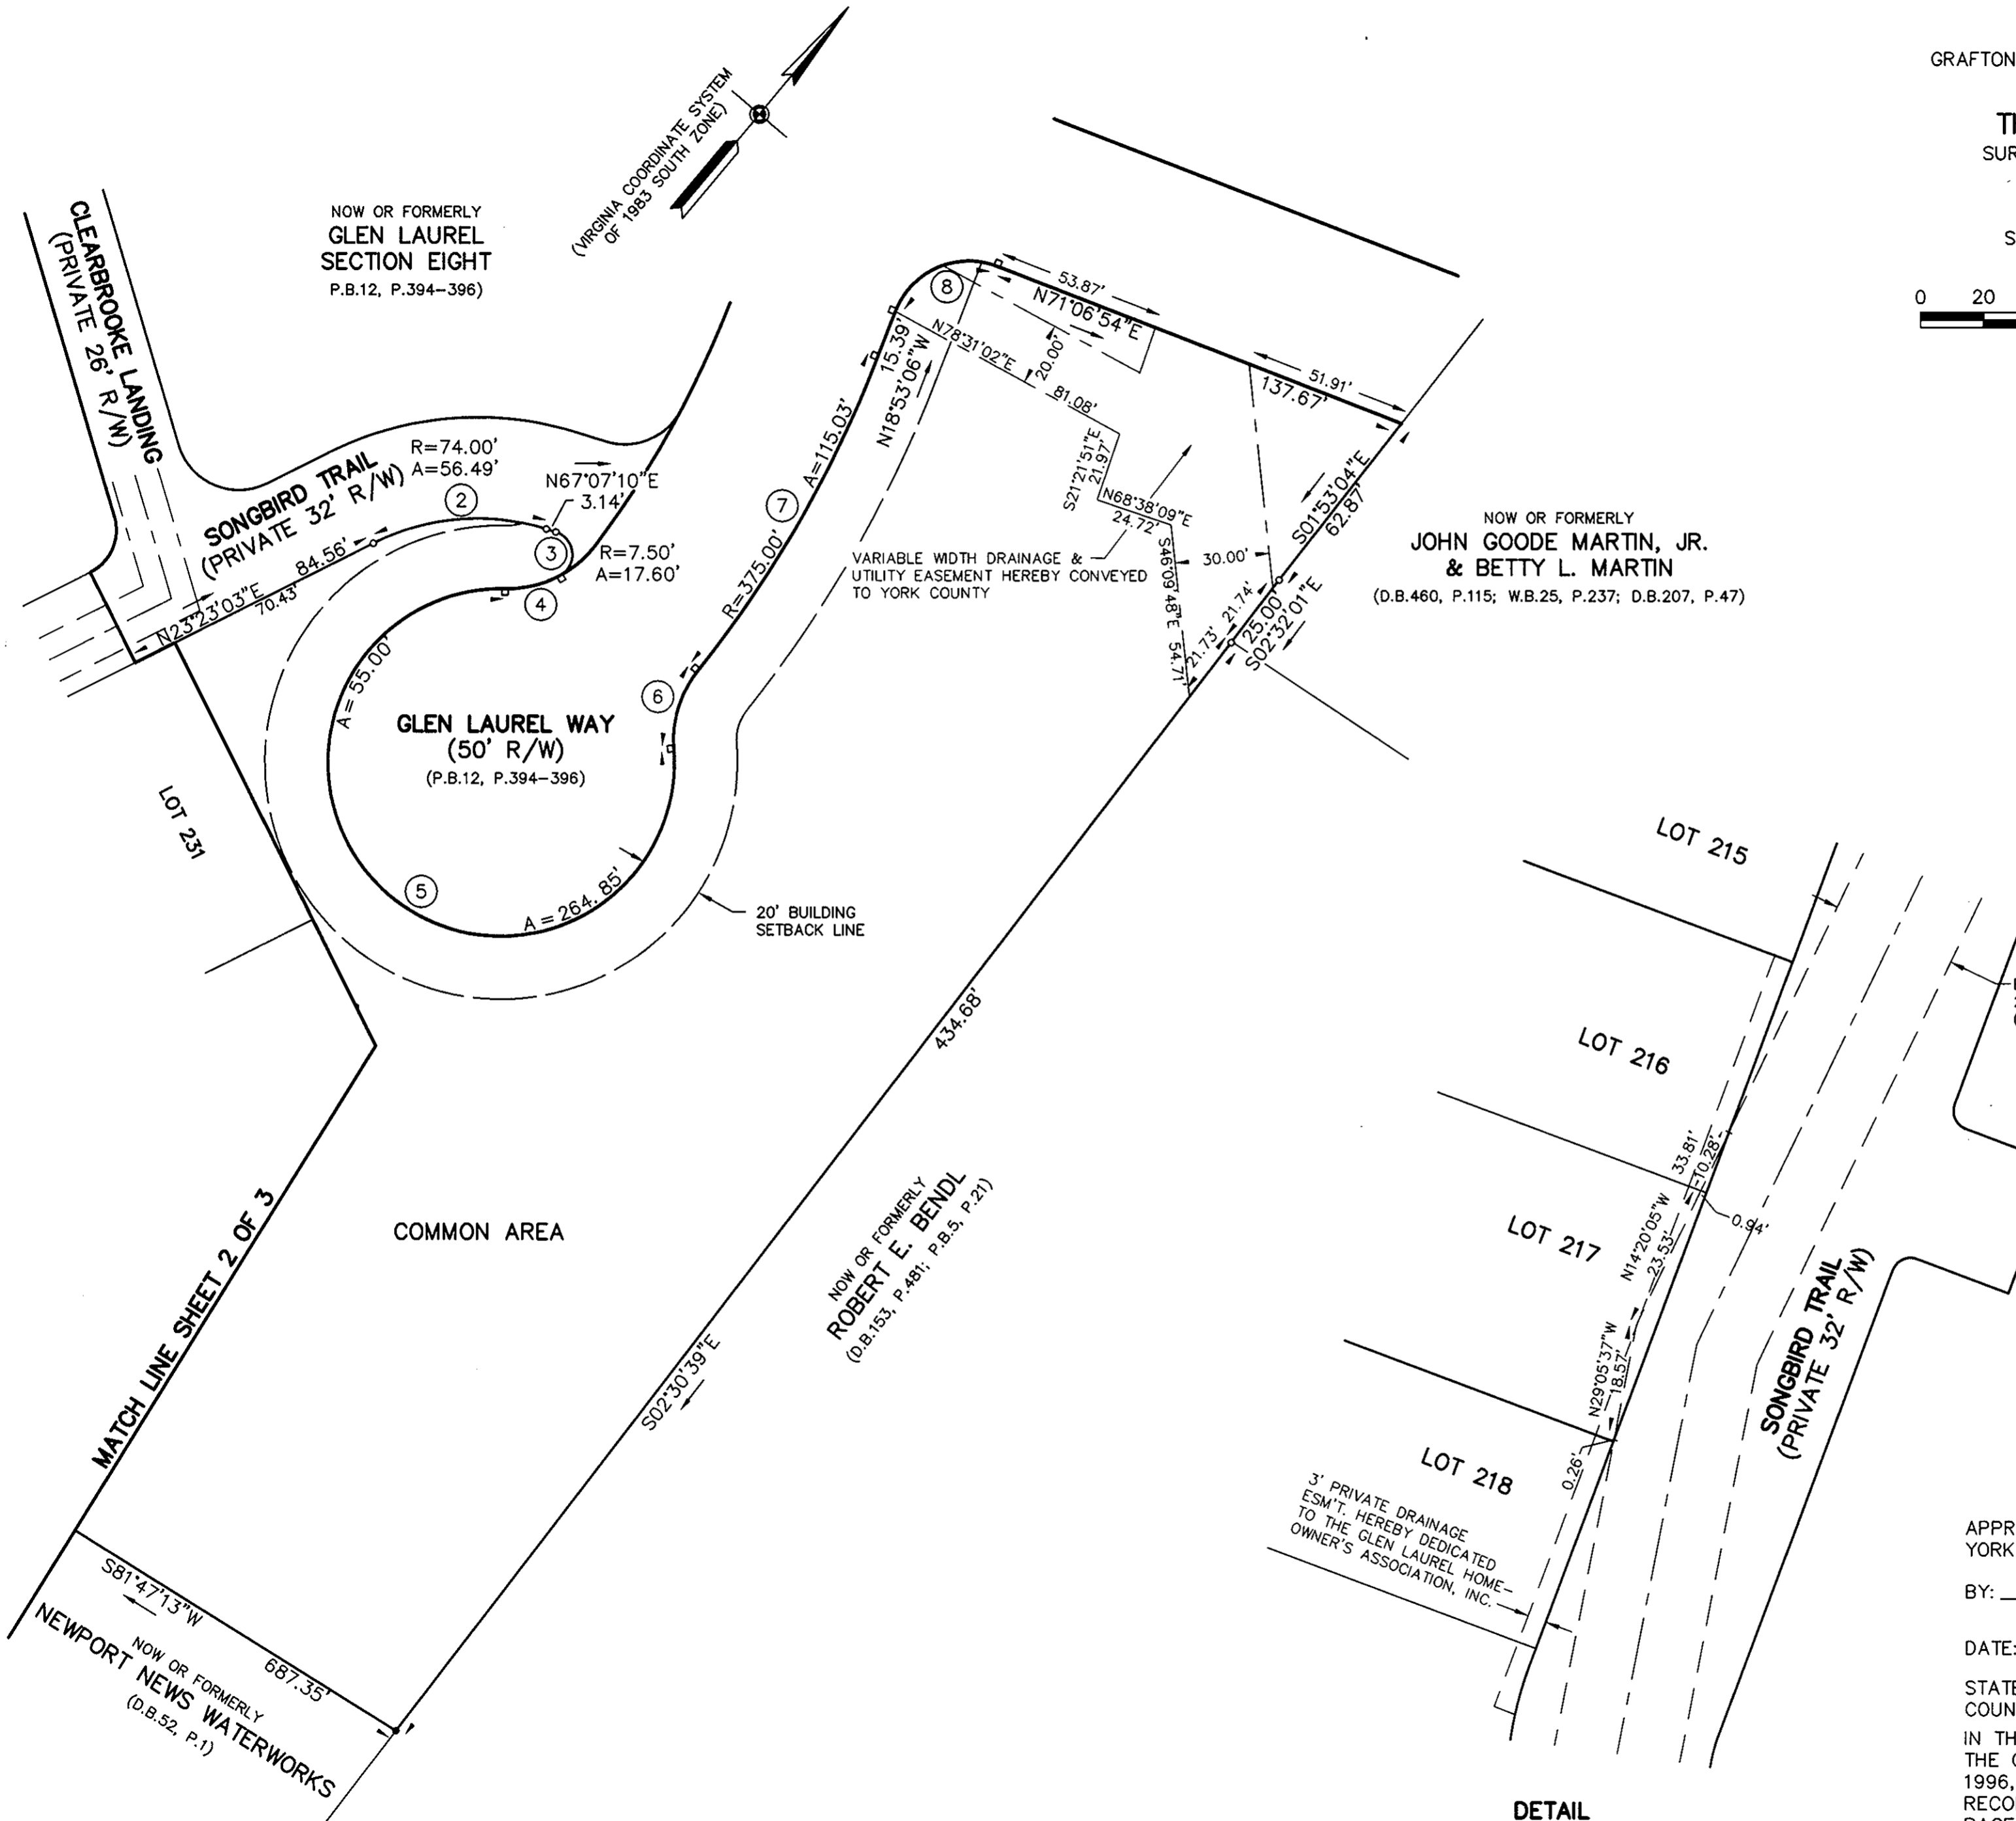 GRAFTON
SUR
S
0 20
(VIRGINIA COORDINATE SYSTEM
OF 1983 SOUTH ZONE)
NOW OR FORMERLY
GLEN LAUREL
SECTION EIGHT
P.B.12, P.394-396)
CLEARBROOKE LANDING
(PRIVATE 26' R/W)
SONGBIRD TRAIL
(PRIVATE 32' R/W)
R=74.00'
A=56.49'
2
N67°07'10"E
3.14'
3
R=7.50'
A=17.60'
4
84.56'
N23°23'03"E
70.43'
8
53.87'
N71°06'54"E
15.39'
N18°53'06"W
N78°31'02"E
20.00'
81.08'
51.91'
137.67'
S21°21'51"E
21.97'
N68°38'09"E
24.72'
S46°09'48"E 54.71'
30.00'
S01°53'04"E
62.87'
21.74'
25.00'
S02°32'01"E
21.73'
A=115.03'
7
R=375.00'
VARIABLE WIDTH DRAINAGE &
UTILITY EASEMENT HEREBY CONVEYED
TO YORK COUNTY
NOW OR FORMERLY
JOHN GOODE MARTIN, JR.
& BETTY L. MARTIN
(D.B.460, P.115; W.B.25, P.237; D.B.207, P.47)
A= 55.00'
6
GLEN LAUREL WAY
(50' R/W)
(P.B.12, P.394-396)
5
A = 264. 85'
20' BUILDING
SETBACK LINE
LOT 231
434.68'
MATCH LINE SHEET 2 OF 3
COMMON AREA
NOW OR FORMERLY
ROBERT E. BENDL
(D.B.153, P.481; P.B.5, P.21)
S02°30'39"E
S81°47'13"W
687.35'
NOW OR FORMERLY
NEWPORT NEWS WATERWORKS
(D.B.52, P.1)
LOT 215
LOT 216
33.81'
10.28'
0.94'
N14°20'05"W
23.53'
LOT 217
N29°05'37"W
18.57'
LOT 218
0.26'
SONGBIRD TRAIL
(PRIVATE 32' R/W)
3' PRIVATE DRAINAGE
ESM'T. HEREBY DEDICATED
TO THE GLEN LAUREL HOME-
OWNER'S ASSOCIATION, INC.
DETAIL
APPR
YORK
BY:
DATE:
STATE
COUN
IN TH
THE
1996,
RECO